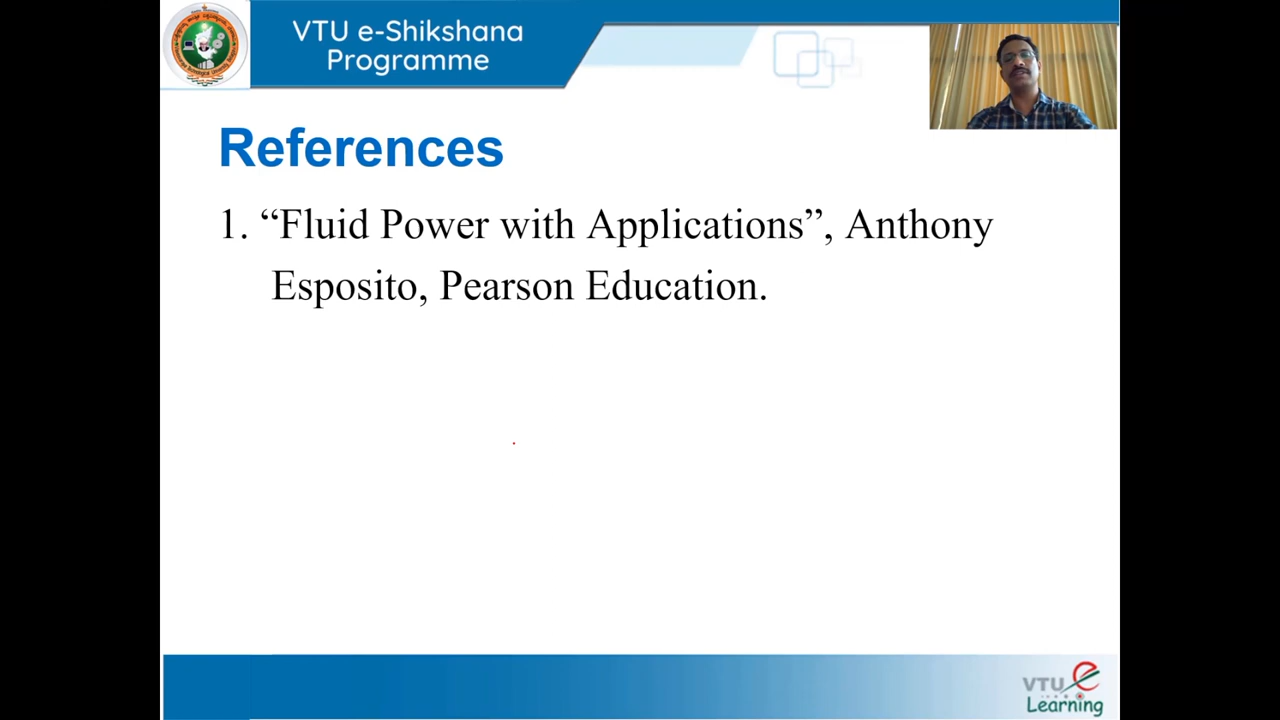 VTU e-Shikshana
Programme
References
1. “Fluid Power with Applications”, Anthony
Esposito, Pearson Education.
VTU e
Learning